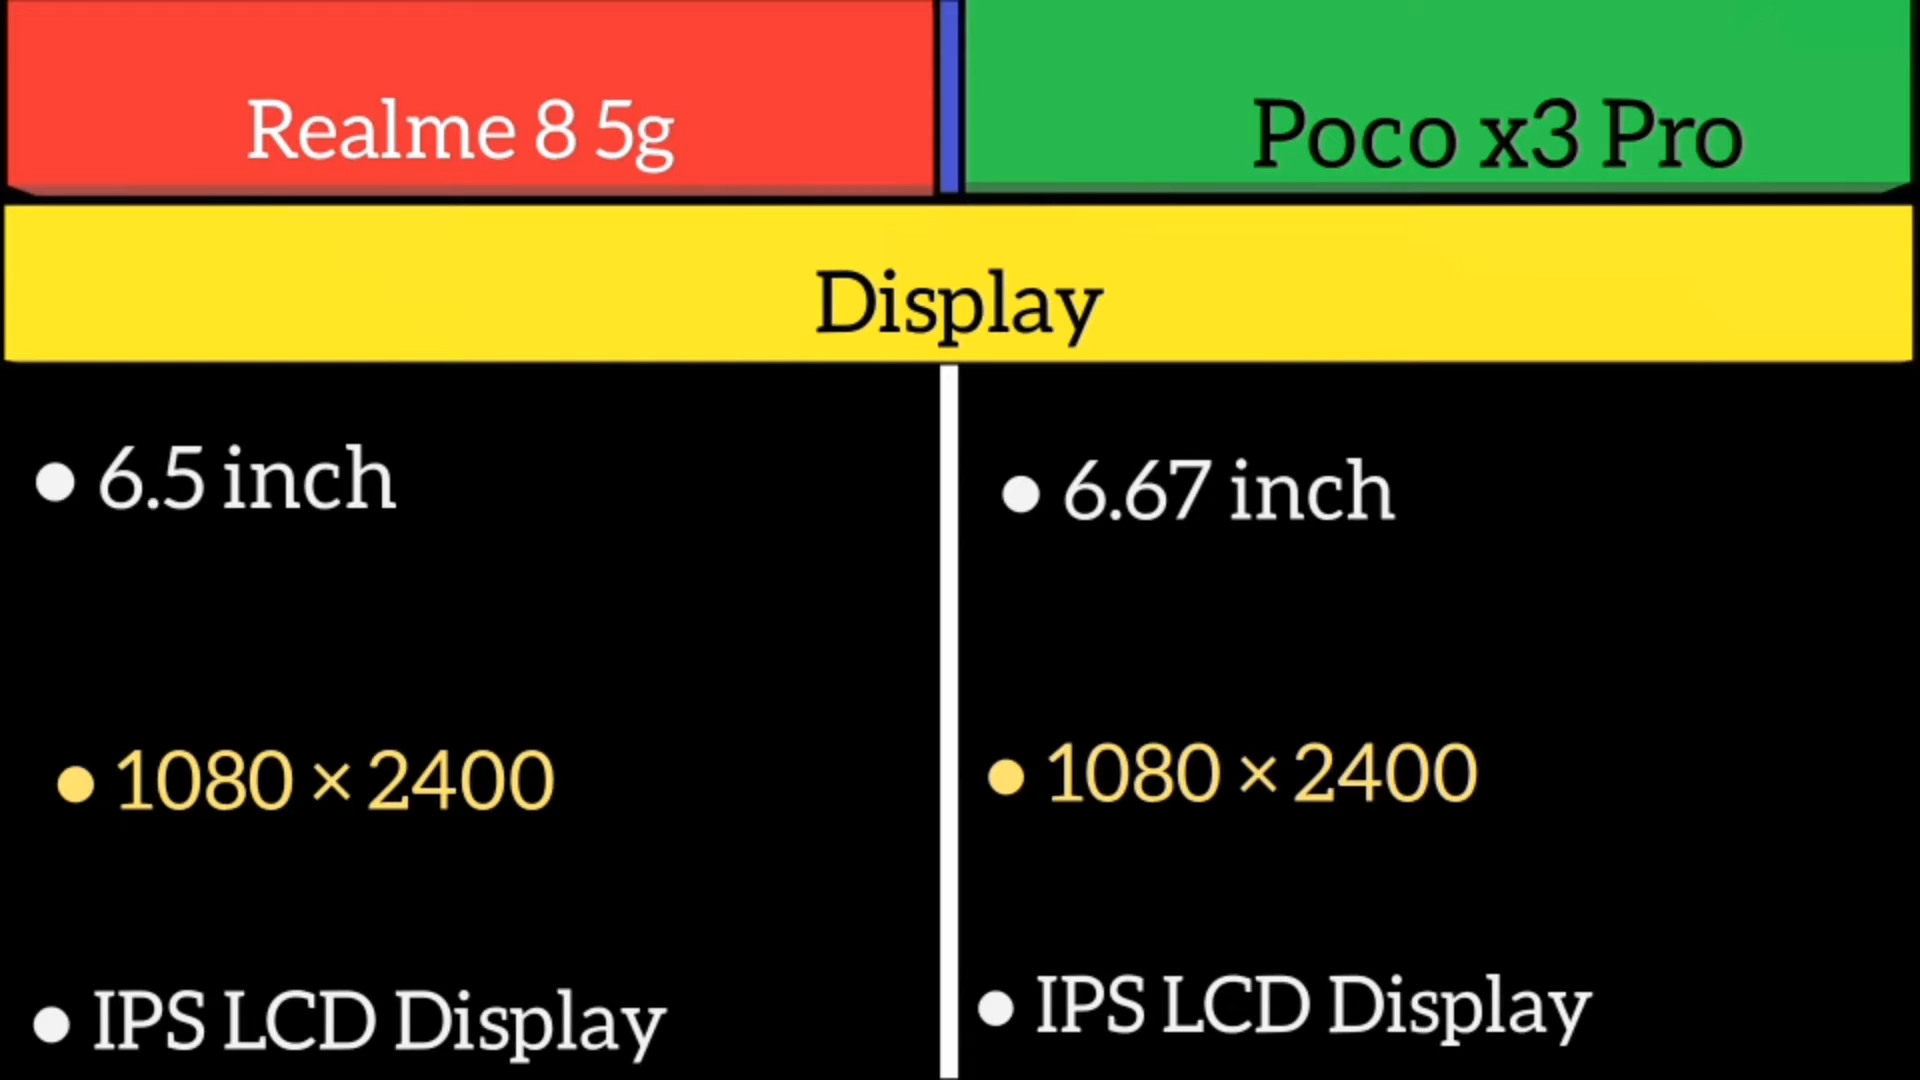 Realme 8 5g
Poco x3 Pro
Display
● 6.5 inch
● 6.67 inch
● 1080 × 2400
● 1080 × 2400
● IPS LCD Display
● IPS LCD Display